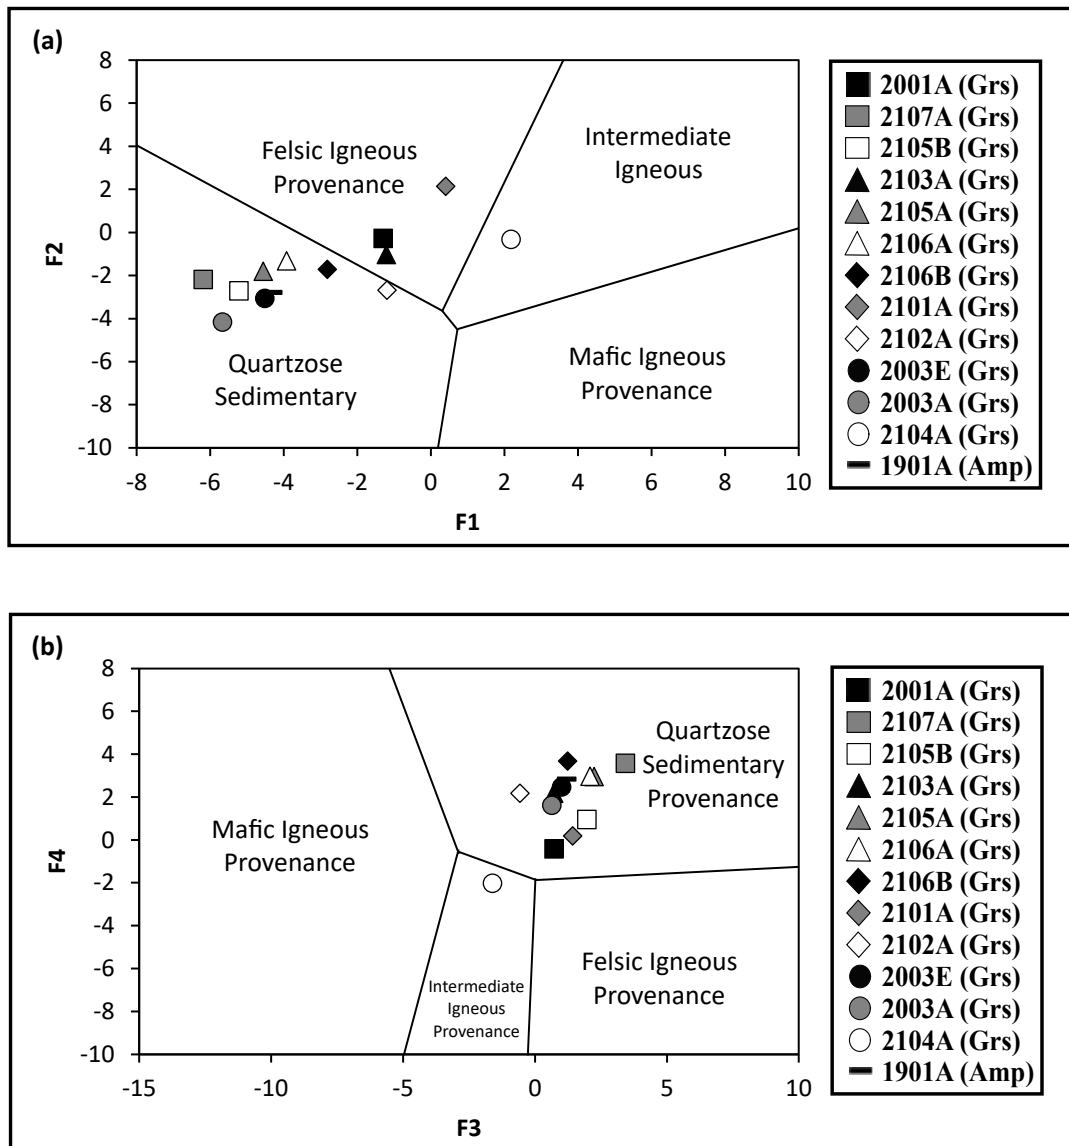 (a)
8
6
4
2
0
-2
-4
-6
-8
-10
F2
-8
-6
-4
-2
0
2
4
6
8
10
F1
Felsic Igneous
Provenance
Intermediate
Igneous
Quartzose
Sedimentary
Mafic Igneous
Provenance
2001A (Grs)
2107A (Grs)
2105B (Grs)
2103A (Grs)
2105A (Grs)
2106A (Grs)
2106B (Grs)
2101A (Grs)
2102A (Grs)
2003E (Grs)
2003A (Grs)
2104A (Grs)
1901A (Amp)
(b)
8
6
4
2
0
-2
-4
-6
-8
-10
F4
-15
-10
-5
0
5
10
F3
Quartzose
Sedimentary
Provenance
Mafic Igneous
Provenance
Intermediate
Igneous
Provenance
Felsic Igneous
Provenance
2001A (Grs)
2107A (Grs)
2105B (Grs)
2103A (Grs)
2105A (Grs)
2106A (Grs)
2106B (Grs)
2101A (Grs)
2102A (Grs)
2003E (Grs)
2003A (Grs)
2104A (Grs)
1901A (Amp)